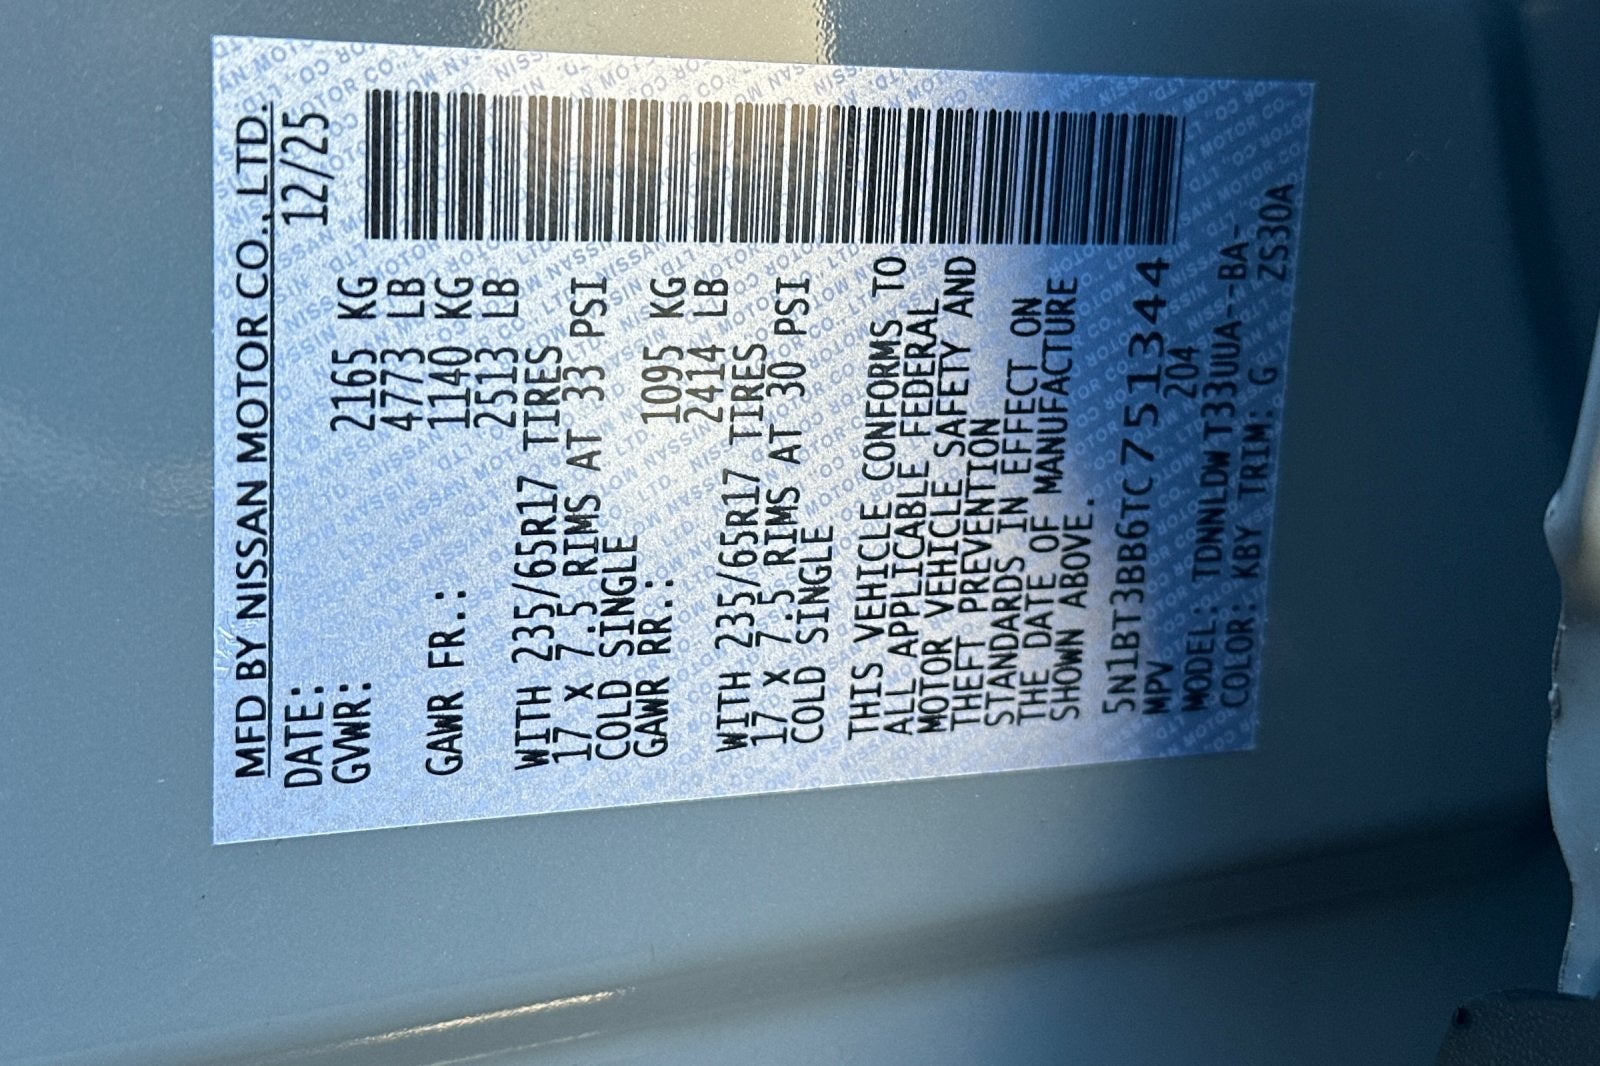 MFD BY NISSAN MOTOR CO., LTD.
DATE: 12/25
GVWR: 2165 KG
4773 LB
GAWR FR.: 1140 KG
2513 LB
WITH 235/65R17 TIRES
17 X 7.5 RIMS AT 33 PSI
COLD SINGLE
GAWR RR.: 1095 KG
2414 LB
WITH 235/65R17 TIRES
17 X 7.5 RIMS AT 30 PSI
COLD SINGLE
THIS VEHICLE CONFORMS TO
ALL APPLICABLE FEDERAL
MOTOR VEHICLE SAFETY AND
THEFT PREVENTION
STANDARDS IN EFFECT ON
THE DATE OF MANUFACTURE
SHOWN ABOVE.
5N1BT3BB6TC751344
MPV 204
MODEL: TDNNLDWT33UUA--BA-
COLOR: KBY TRIM: G ZS30A